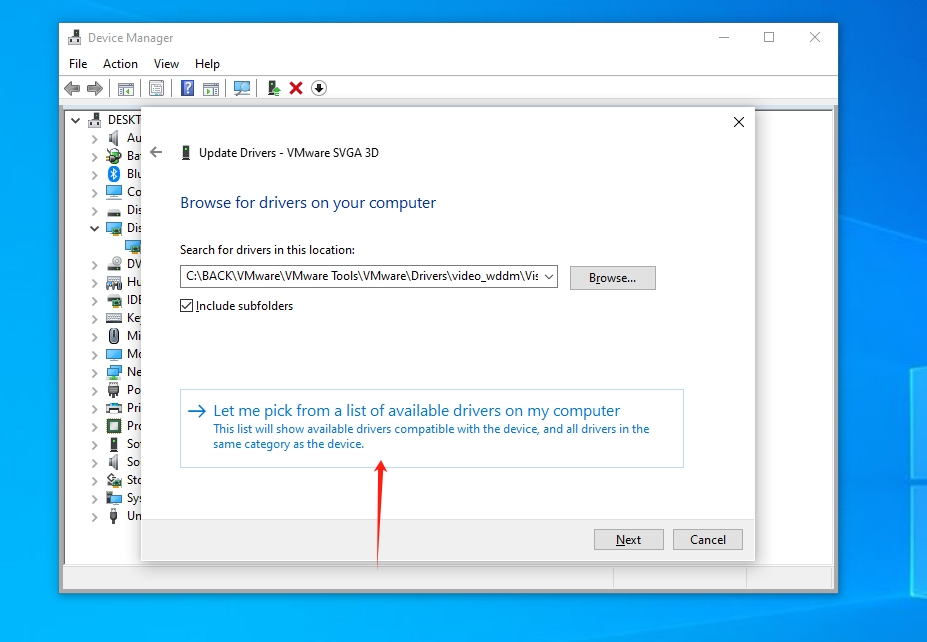 Device Manager
File Action View Help
DESKT
Au
Bat
Blu
Co
Dis
Dis
DV
Hu
IDE
Key
Mi
Mo
Ne
Po
Pri
Pro
Sof
So
Sto
Sys
Un
Update Drivers - VMware SVGA 3D
Browse for drivers on your computer
Search for drivers in this location:
C:\BACK\VMware\VMware Tools\VMware\Drivers\video_wddm\Vis
Browse...
Include subfolders
Let me pick from a list of available drivers on my computer
This list will show available drivers compatible with the device, and all drivers in the
same category as the device.
Next Cancel